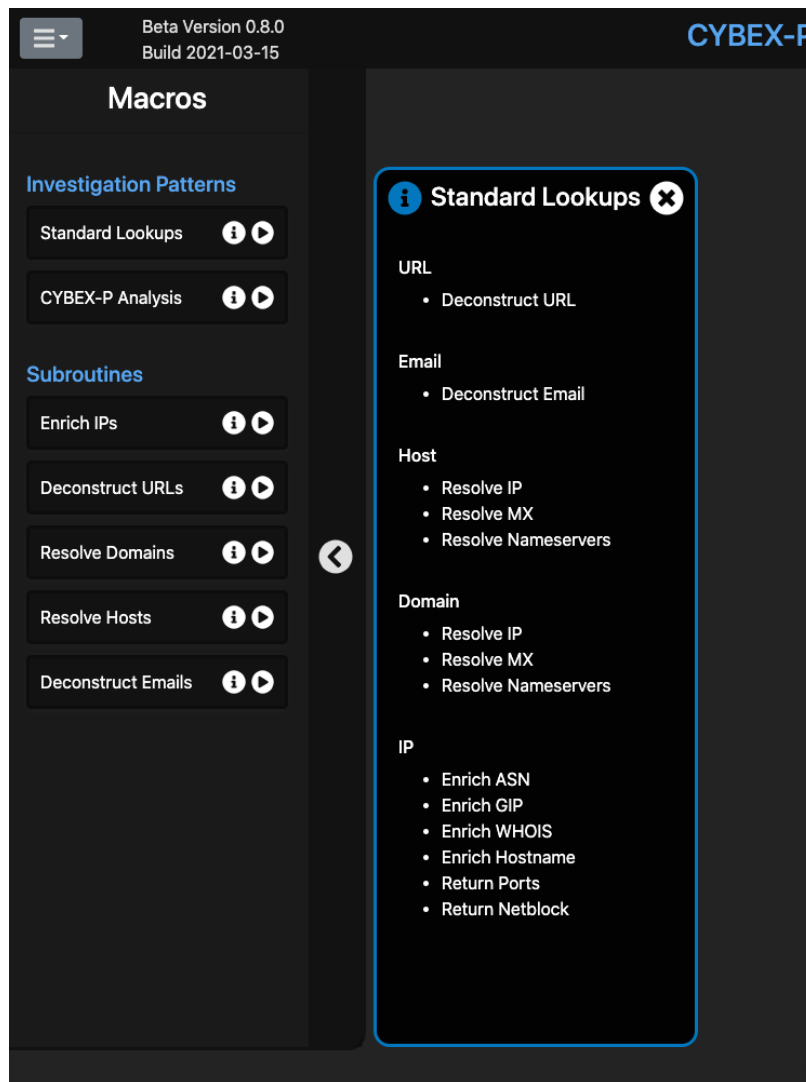 Beta Version 0.8.0
Build 2021-03-15
CYBEX-P
Macros
Investigation Patterns
Standard Lookups
CYBEX-P Analysis
Subroutines
Enrich IPs
Deconstruct URLs
Resolve Domains
Resolve Hosts
Deconstruct Emails
Standard Lookups
URL
• Deconstruct URL
Email
• Deconstruct Email
Host
• Resolve IP
• Resolve MX
• Resolve Nameservers
Domain
• Resolve IP
• Resolve MX
• Resolve Nameservers
IP
• Enrich ASN
• Enrich GIP
• Enrich WHOIS
• Enrich Hostname
• Return Ports
• Return Netblock